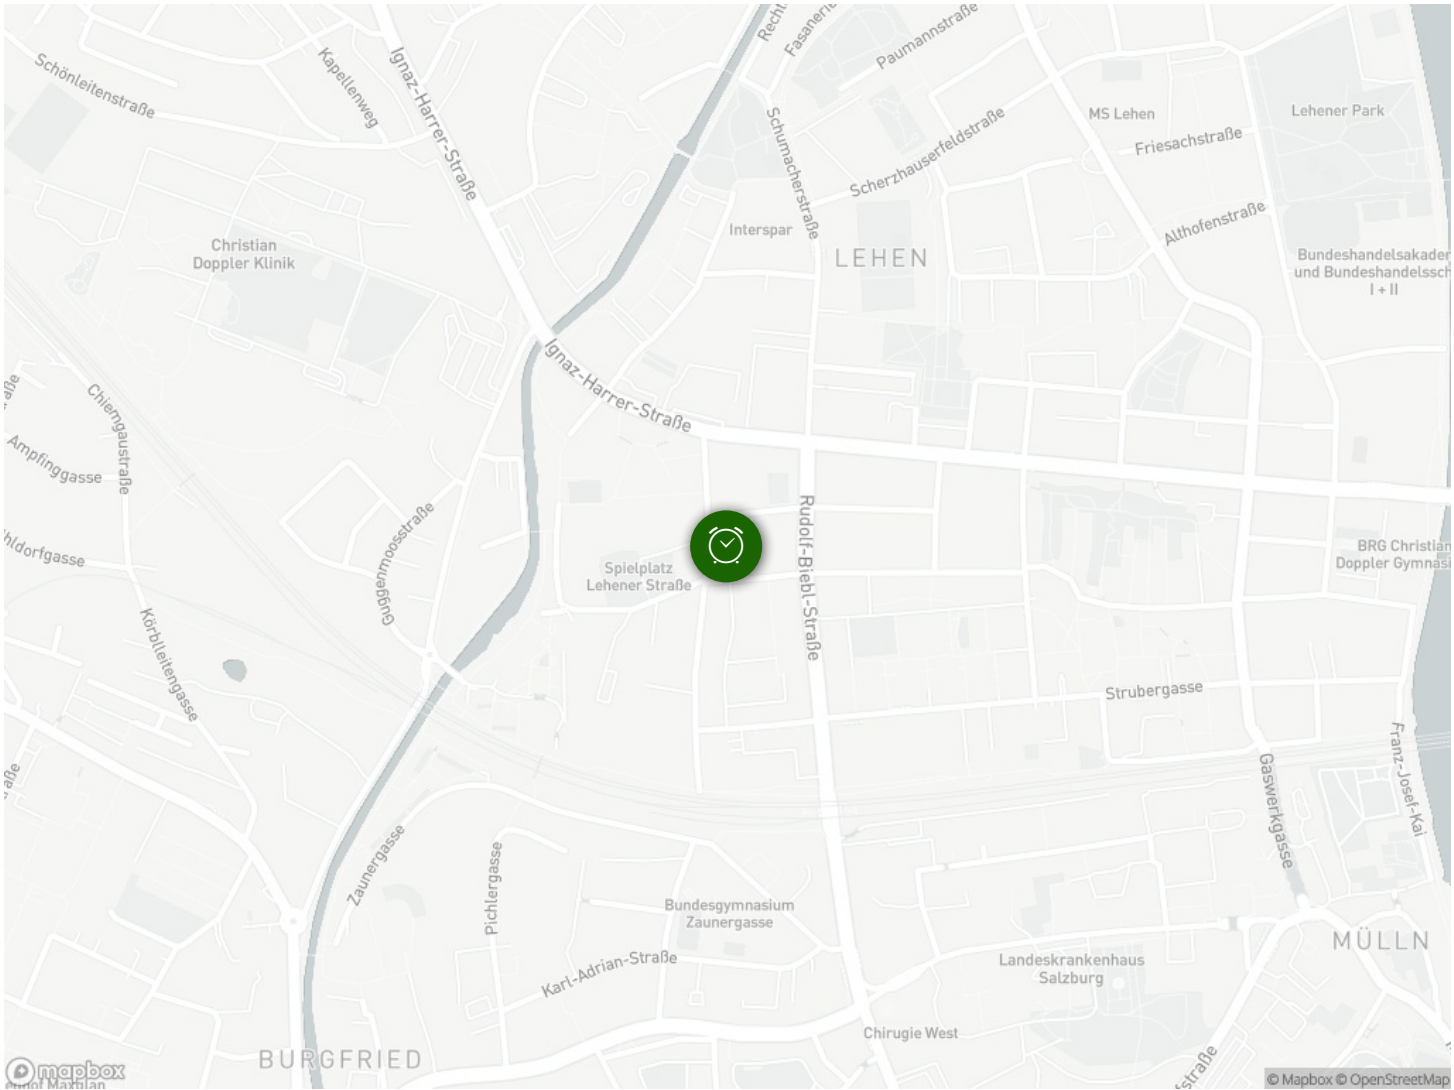 Schönleitenstraße
Kapellenweg
Ignaz-Harrer-Straße
Paumannstraße
MS Lehen
Lehener Park
Friesachstraße
Schumacherstraße
Scherzhauserfeldstraße
Christian
Doppler Klinik
Interspar
LEHEN
Althofenstraße
Bundeshandelsakader
und Bundeshandelssch
I + II
Ignaz-Harrer-Straße
Chiemgaustraße
Ampfinggasse
hldorfgasse
Guggenmoosstraße
Rudolf-Biebl-Straße
BRG Christian
Doppler Gymnasi
Spielplatz
Lehener Straße
Körblleitengasse
Strubergasse
Franz-Josef-Kai
Gaswerkgasse
Zaunergasse
Pichlergasse
Bundesgymnasium
Zaunergasse
Karl-Adrian-Straße
Landeskrankenhaus
Salzburg
MÜLLN
Chirugie West
BURGFRIED
mapbox
© Mapbox © OpenStreetMap